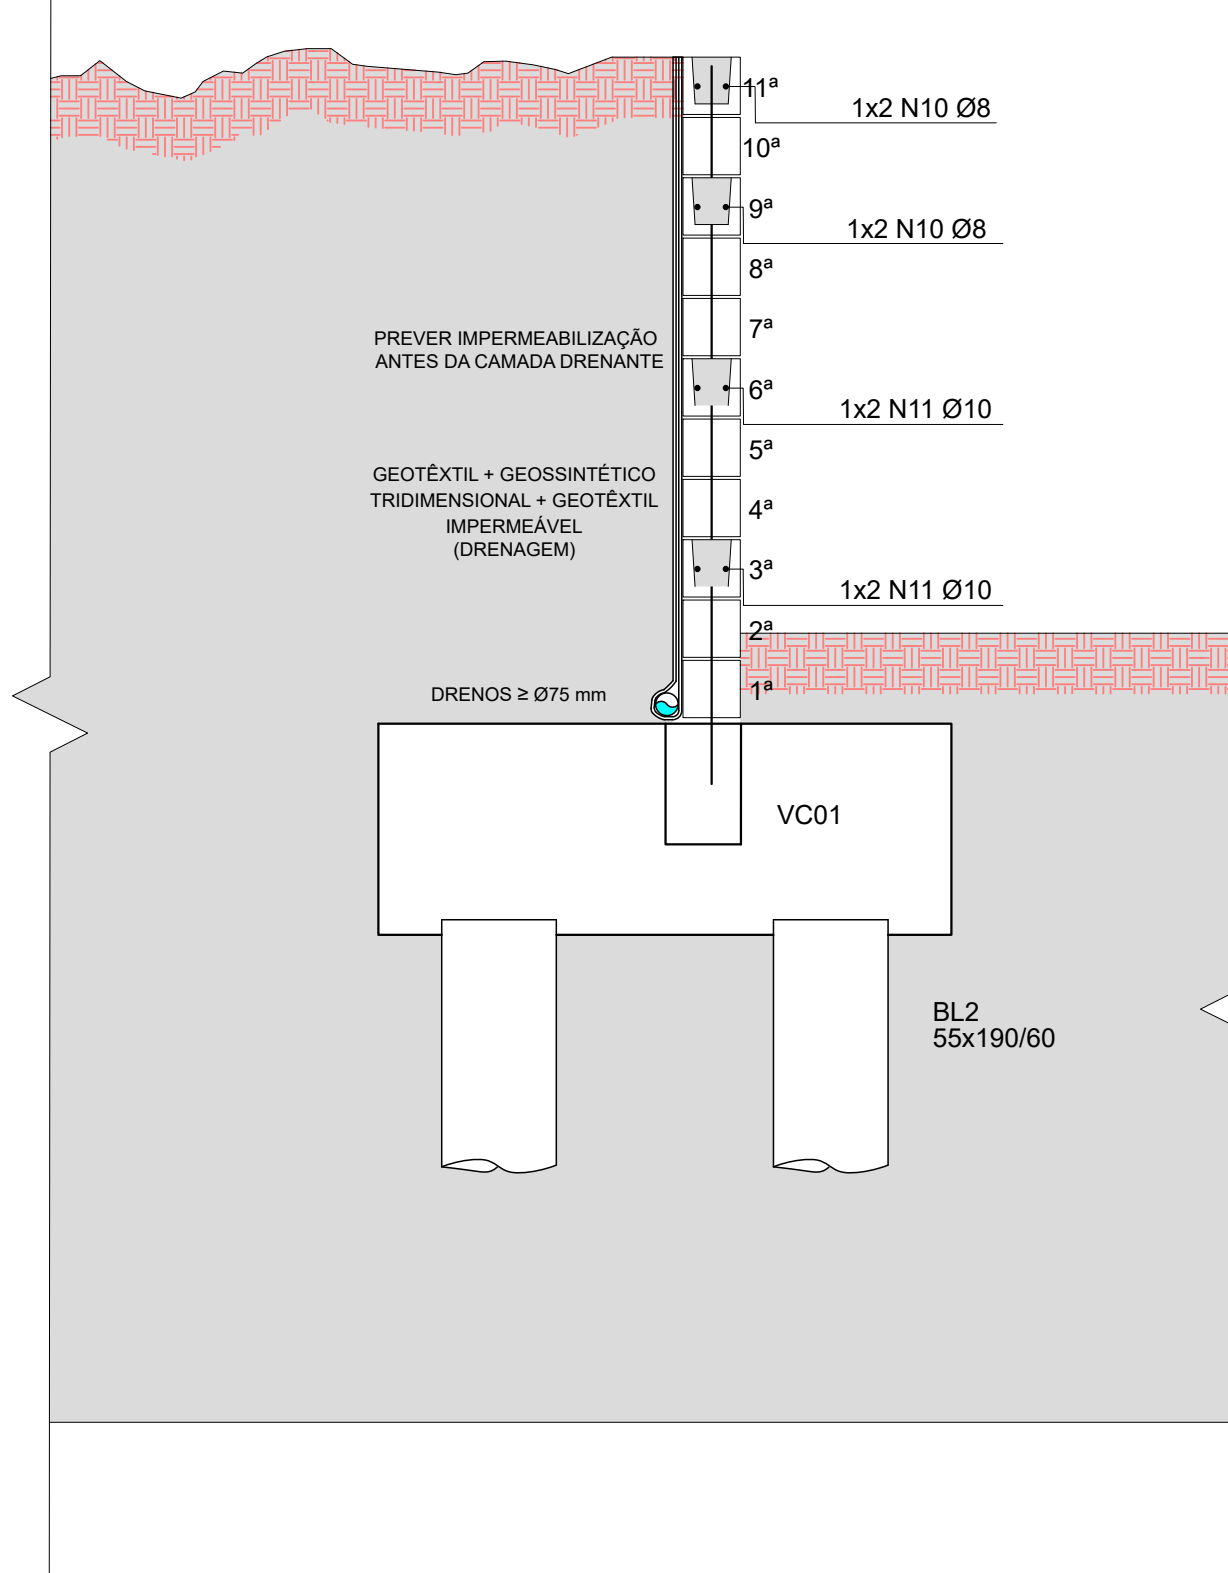 11ª
1x2 N10 Ø8
10ª
9ª
1x2 N10 Ø8
8ª
7ª
PREVER IMPERMEABILIZAÇÃO
ANTES DA CAMADA DRENANTE
6ª
1x2 N11 Ø10
5ª
GEOTÊXTIL + GEOSSINTÉTICO
TRIDIMENSIONAL + GEOTÊXTIL
IMPERMEÁVEL
(DRENAGEM)
4ª
3ª
1x2 N11 Ø10
2ª
1ª
DRENOS ≥ Ø75 mm
VC01
BL2
55x190/60